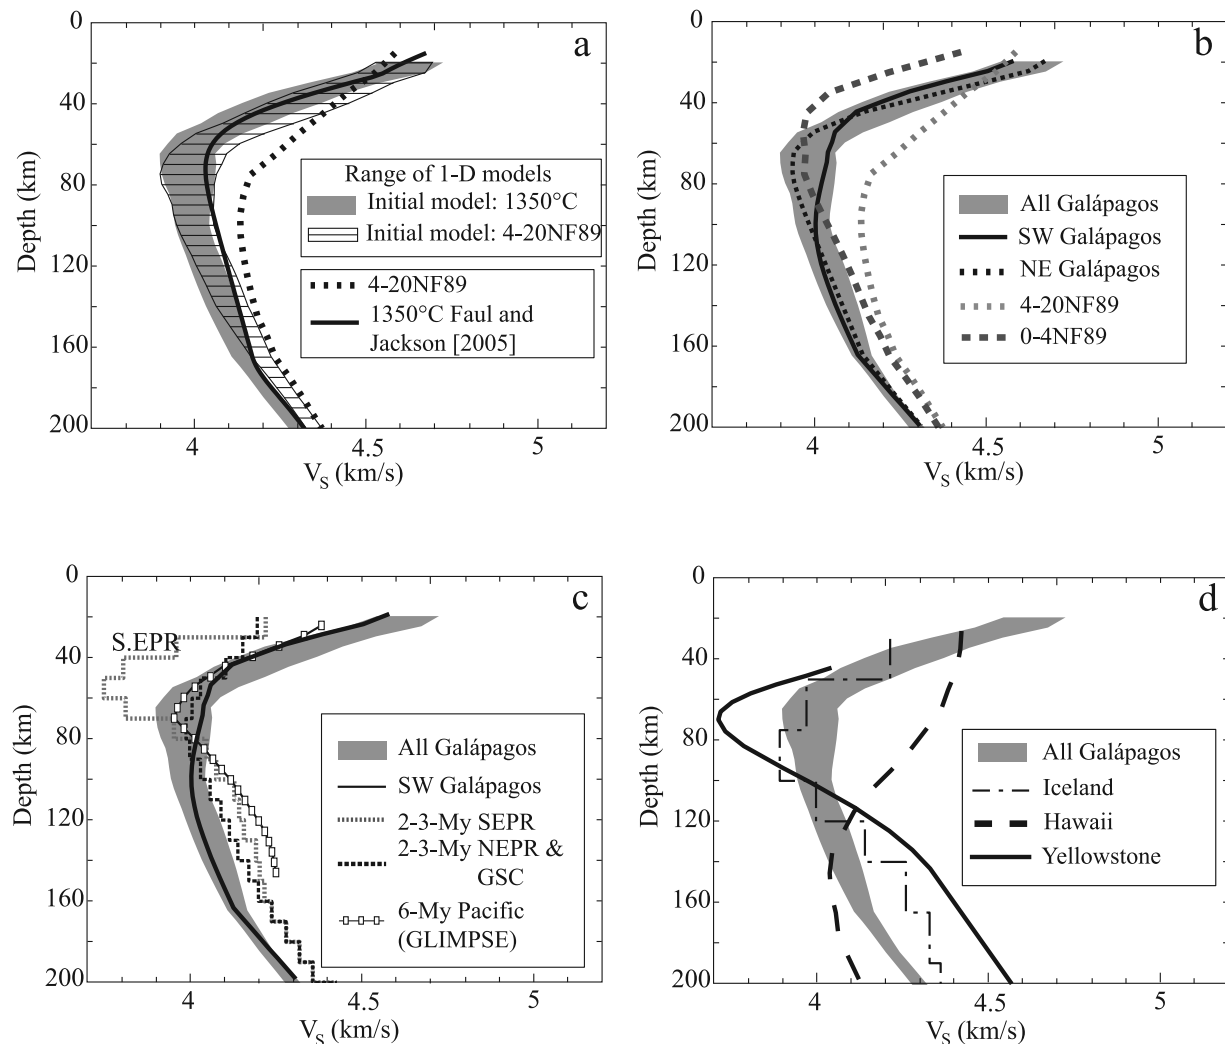 a
0
40
80
120
160
200
Depth (km)
4
4.5
5
V_S (km/s)
Range of 1-D models
Initial model: 1350°C
Initial model: 4-20NF89
4-20NF89
1350°C Faul and
Jackson [2005]
b
0
40
80
120
160
200
Depth (km)
4
4.5
5
V_S (km/s)
All Galápagos
SW Galápagos
NE Galápagos
4-20NF89
0-4NF89
c
0
40
80
120
160
200
Depth (km)
4
4.5
5
V_S (km/s)
S.EPR
All Galápagos
SW Galápagos
2-3-My SEPR
2-3-My NEPR &
GSC
6-My Pacific
(GLIMPSE)
d
0
40
80
120
160
200
Depth (km)
4
4.5
5
V_S (km/s)
All Galápagos
Iceland
Hawaii
Yellowstone